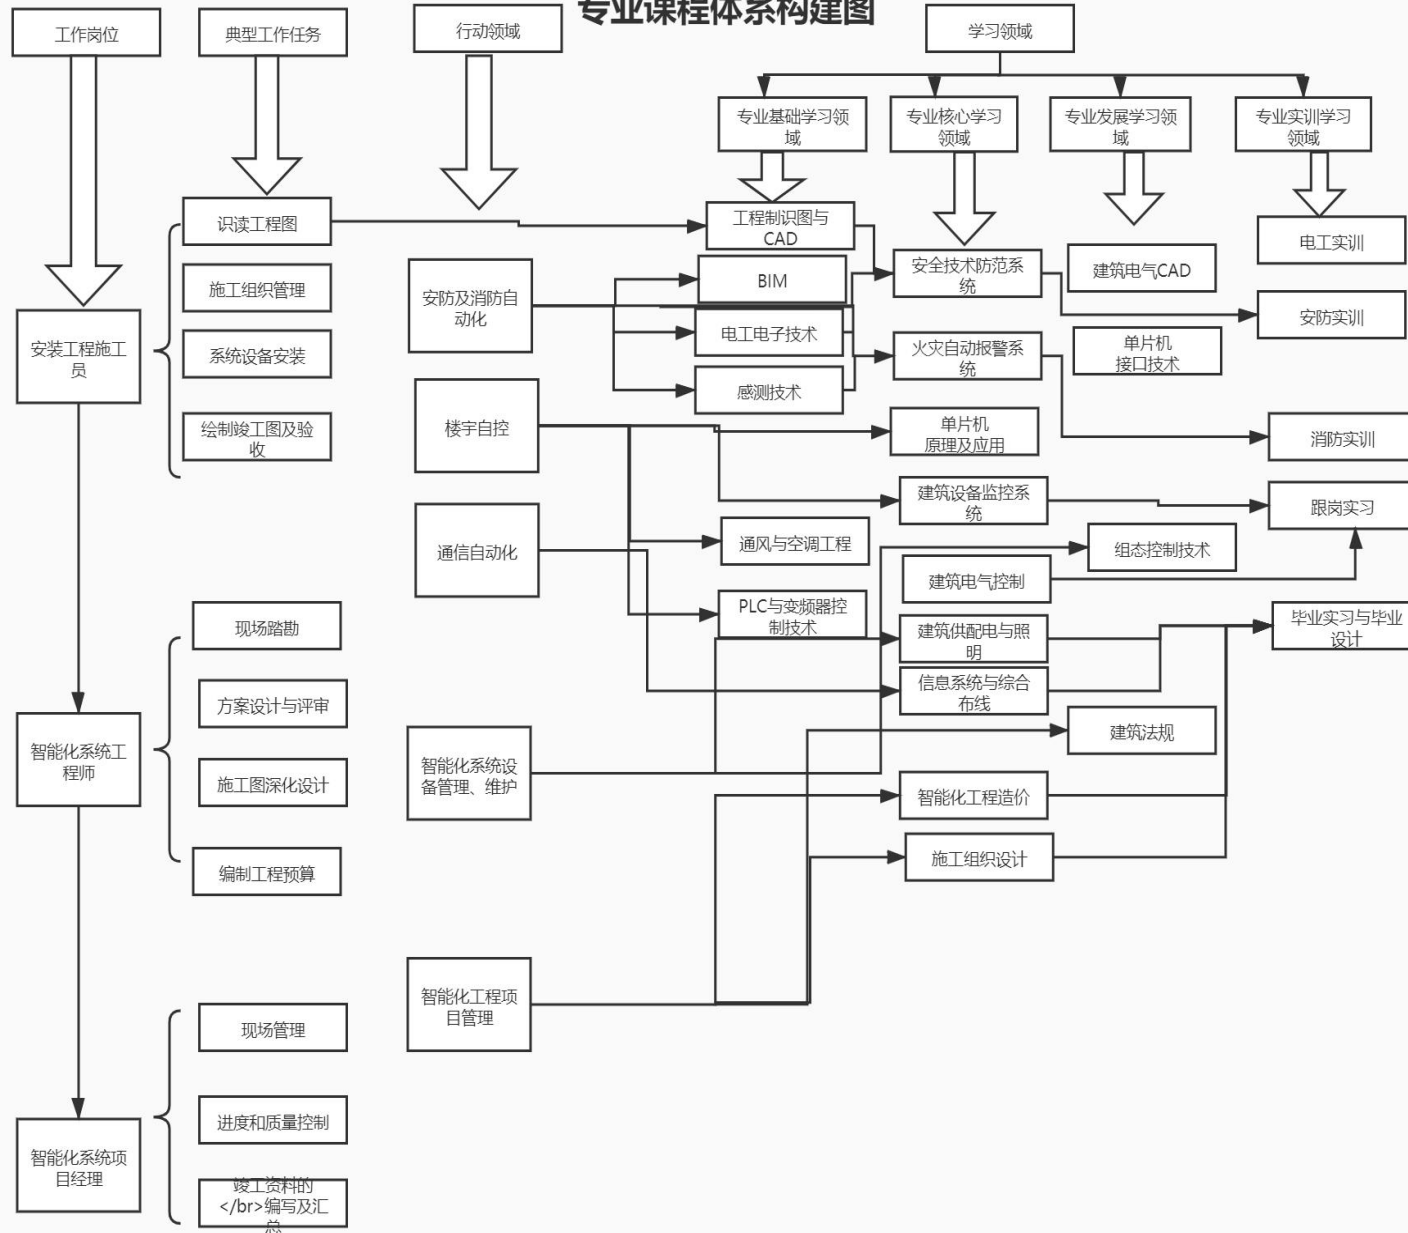 专业课程体系构建图
工作岗位
典型工作任务
行动领域
学习领域
专业基础学习领
域
专业核心学习
领域
专业发展学习领
域
专业实训学习
领域
识读工程图
施工组织管理
系统设备安装
绘制竣工图及验
收
安装工程施工
员
现场踏勘
方案设计与评审
施工图深化设计
编制工程预算
智能化系统工
程师
现场管理
进度和质量控制
竣工资料的
</br>编写及汇
总
智能化系统项
目经理
安防及消防自
动化
楼宇自控
通信自动化
智能化系统设
备管理、维护
智能化工程项
目管理
工程制识图与
CAD
BIM
电工电子技术
感测技术
通风与空调工程
PLC与变频器控
制技术
安全技术防范系
统
火灾自动报警系
统
单片机
原理及应用
建筑设备监控系
统
建筑电气控制
建筑供配电与照
明
信息系统与综合
布线
智能化工程造价
施工组织设计
建筑电气CAD
单片机
接口技术
组态控制技术
建筑法规
电工实训
安防实训
消防实训
跟岗实习
毕业实习与毕业
设计